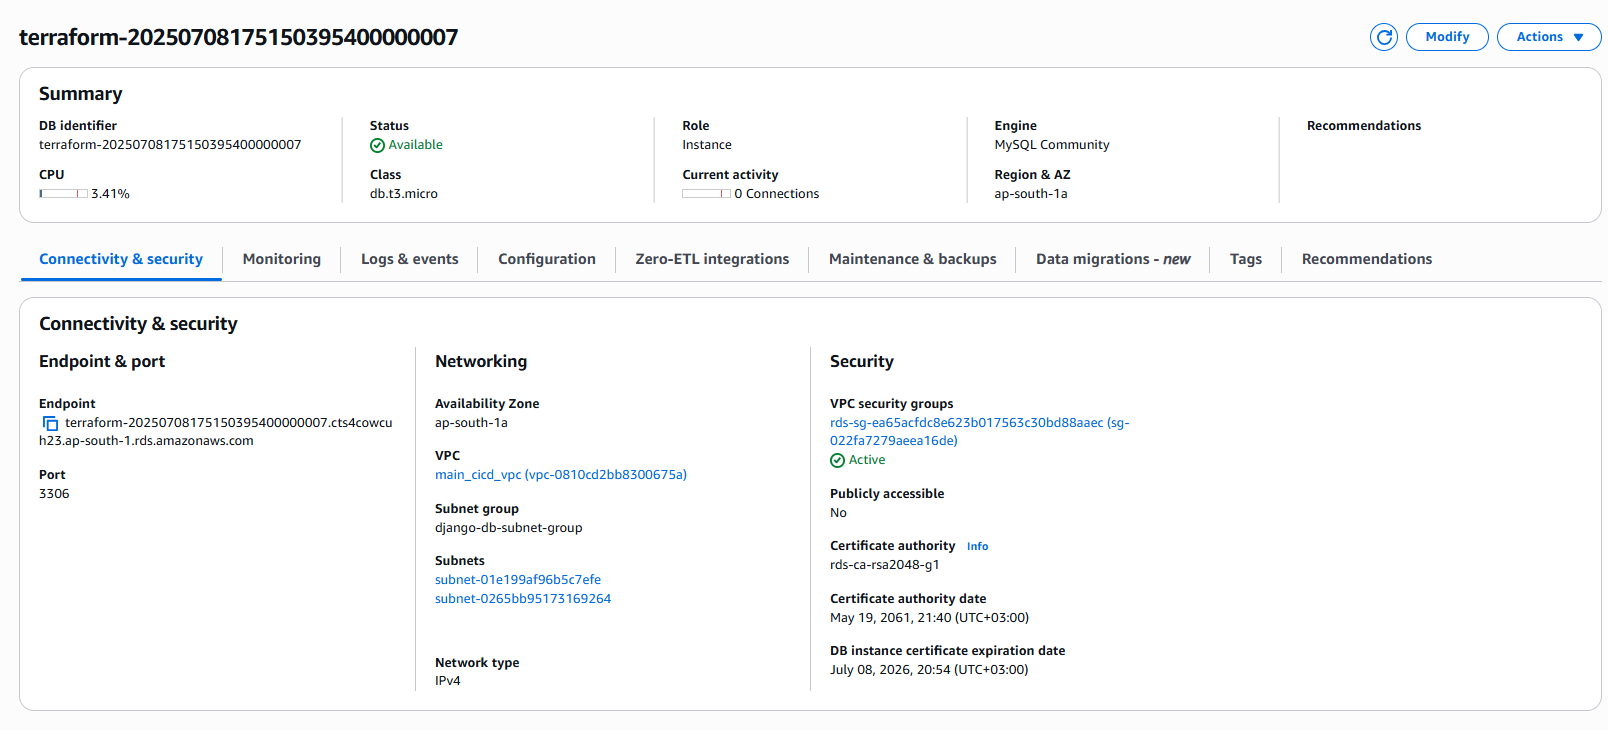 terraform-20250708175150395400000007
Modify
Actions
Summary
DB identifier
terraform-20250708175150395400000007
Status
Available
Role
Instance
Engine
MySQL Community
Recommendations
CPU
3.41%
Class
db.t3.micro
Current activity
0 Connections
Region & AZ
ap-south-1a
Connectivity & security
Monitoring
Logs & events
Configuration
Zero-ETL integrations
Maintenance & backups
Data migrations - new
Tags
Recommendations
Connectivity & security
Endpoint & port
Endpoint
terraform-20250708175150395400000007.cts4cowcu
h23.ap-south-1.rds.amazonaws.com
Port
3306
Networking
Availability Zone
ap-south-1a
VPC
main_cicd_vpc (vpc-0810cd2bb8300675a)
Subnet group
django-db-subnet-group
Subnets
subnet-01e199af96b5c7efe
subnet-0265bb95173169264
Network type
IPv4
Security
VPC security groups
rds-sg-ea65acfdc8e623b017563c30bd88aaec (sg-
022fa7279aeea16de)
Active
Publicly accessible
No
Certificate authority Info
rds-ca-rsa2048-g1
Certificate authority date
May 19, 2061, 21:40 (UTC+03:00)
DB instance certificate expiration date
July 08, 2026, 20:54 (UTC+03:00)